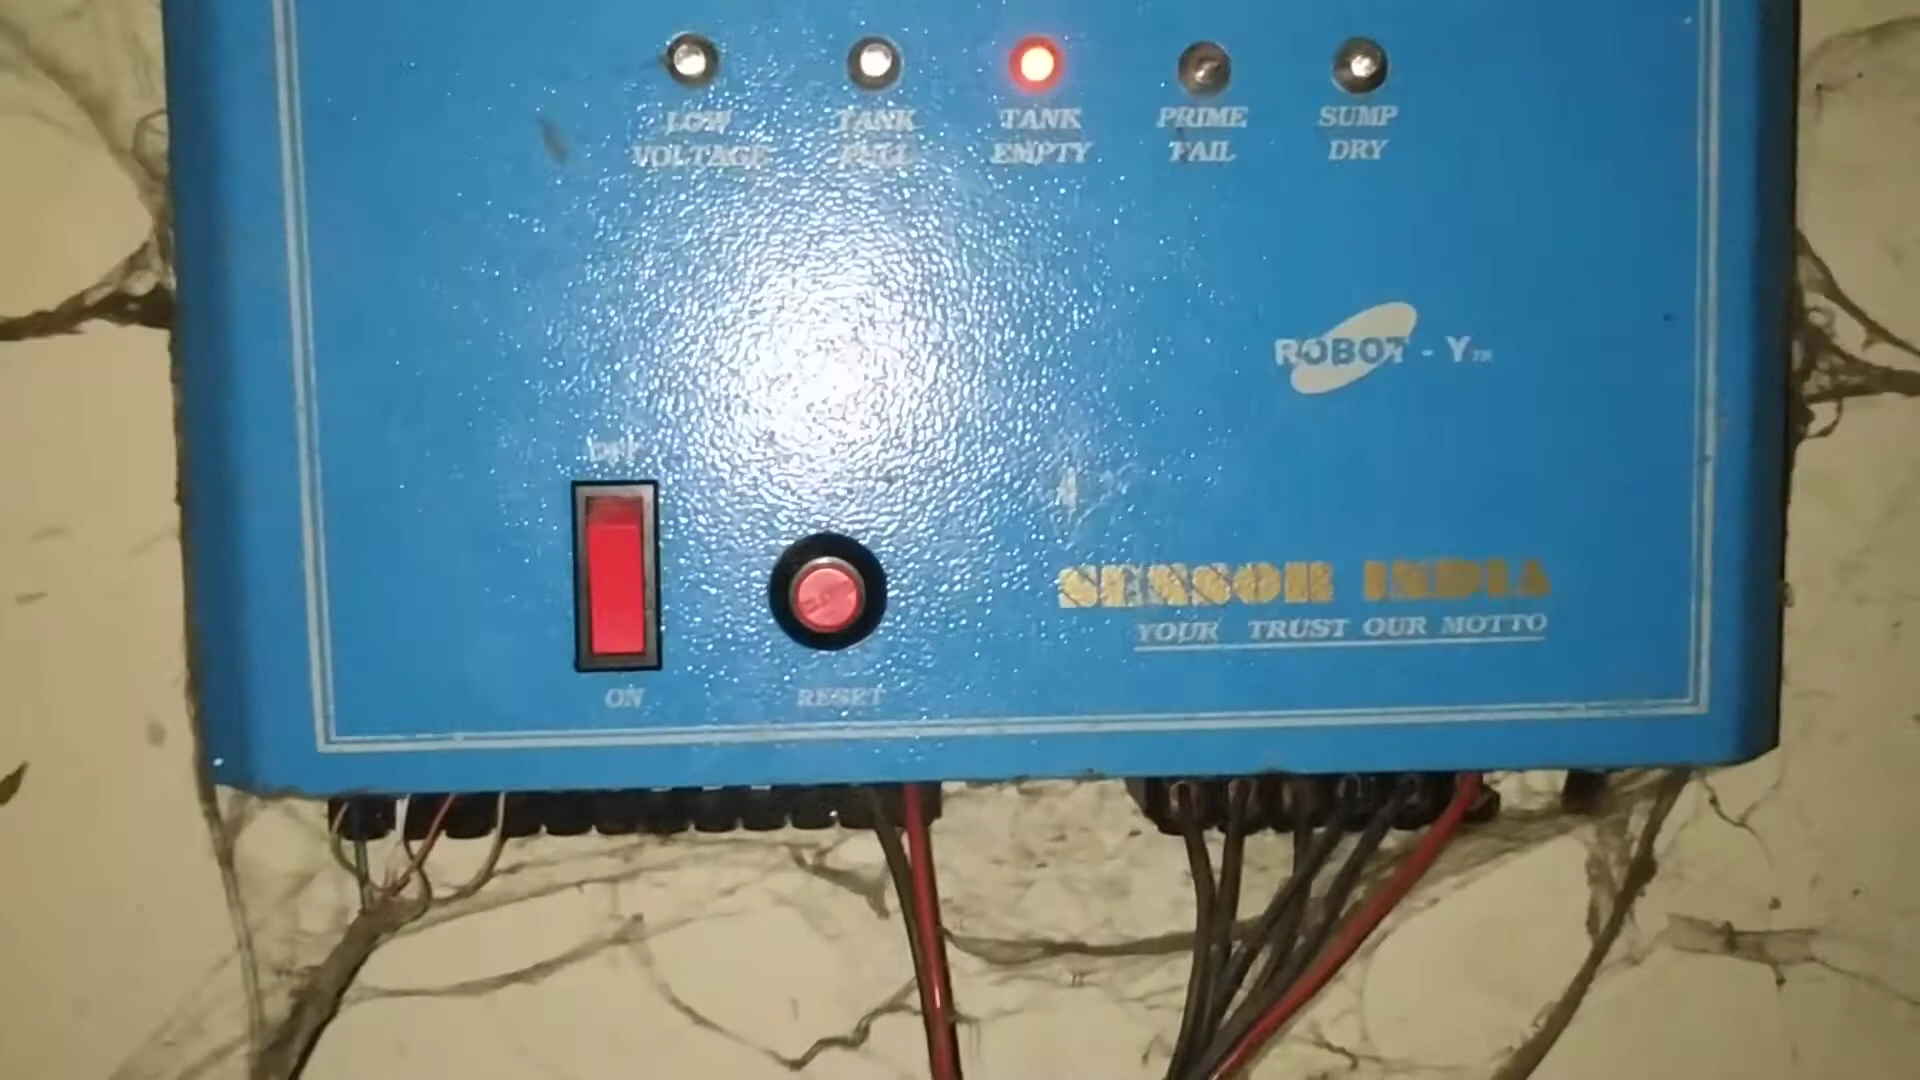 LOW VOLTAGE
TANK FULL
TANK EMPTY
PRIME FAIL
SUMP DRY
ROBOT - Y
OFF
ON
RESET
SENSOR INDIA
YOUR TRUST OUR MOTTO